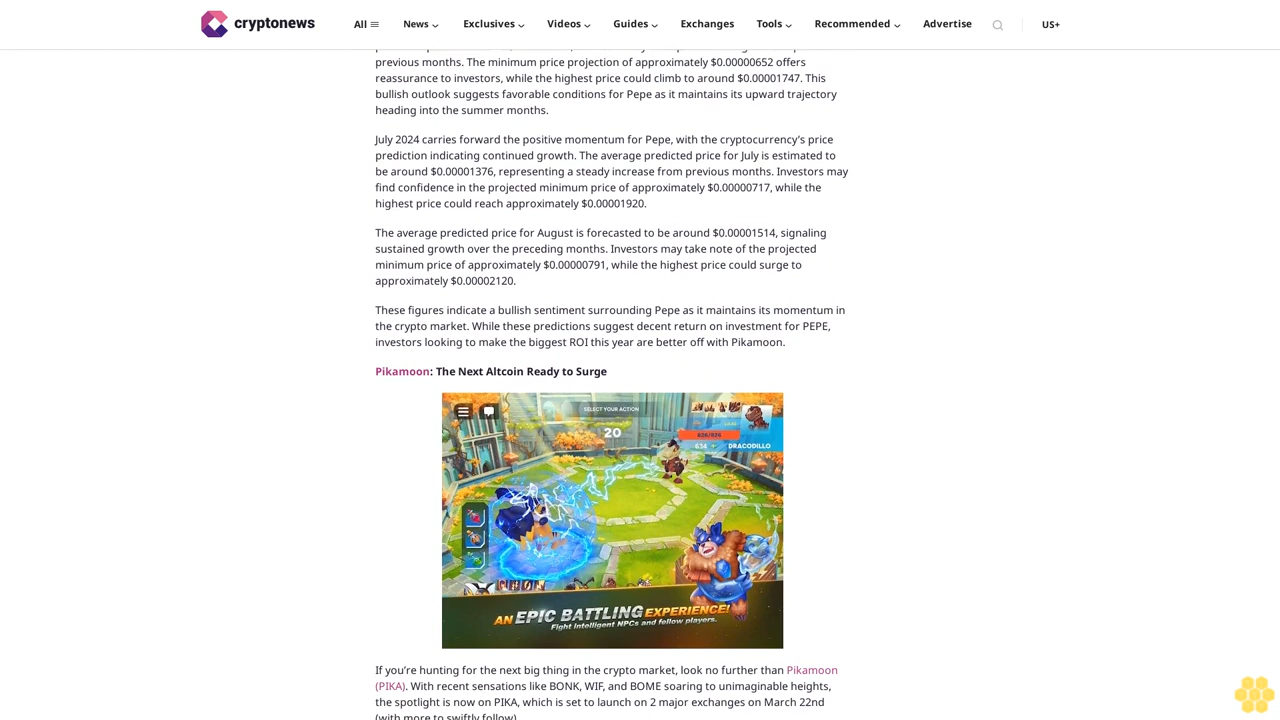 cryptonews
All
News
Exclusives
Videos
Guides
Exchanges
Tools
Recommended
Advertise
US+
previous months. The minimum price projection of approximately $0.00000652 offers
reassurance to investors, while the highest price could climb to around $0.00001747. This
bullish outlook suggests favorable conditions for Pepe as it maintains its upward trajectory
heading into the summer months.
July 2024 carries forward the positive momentum for Pepe, with the cryptocurrency’s price
prediction indicating continued growth. The average predicted price for July is estimated to
be around $0.00001376, representing a steady increase from previous months. Investors may
find confidence in the projected minimum price of approximately $0.00000717, while the
highest price could reach approximately $0.00001920.
The average predicted price for August is forecasted to be around $0.00001514, signaling
sustained growth over the preceding months. Investors may take note of the projected
minimum price of approximately $0.00000791, while the highest price could surge to
approximately $0.00002120.
These figures indicate a bullish sentiment surrounding Pepe as it maintains its momentum in
the crypto market. While these predictions suggest decent return on investment for PEPE,
investors looking to make the biggest ROI this year are better off with Pikamoon.
Pikamoon: The Next Altcoin Ready to Surge
SELECT YOUR ACTION
20
826/826
634
DRACODILLO
AN EPIC BATTLING EXPERIENCE!
Fight intelligent NPCs and fellow players.
If you’re hunting for the next big thing in the crypto market, look no further than Pikamoon
(PIKA). With recent sensations like BONK, WIF, and BOME soaring to unimaginable heights,
the spotlight is now on PIKA, which is set to launch on 2 major exchanges on March 22nd
(with more to swiftly follow).